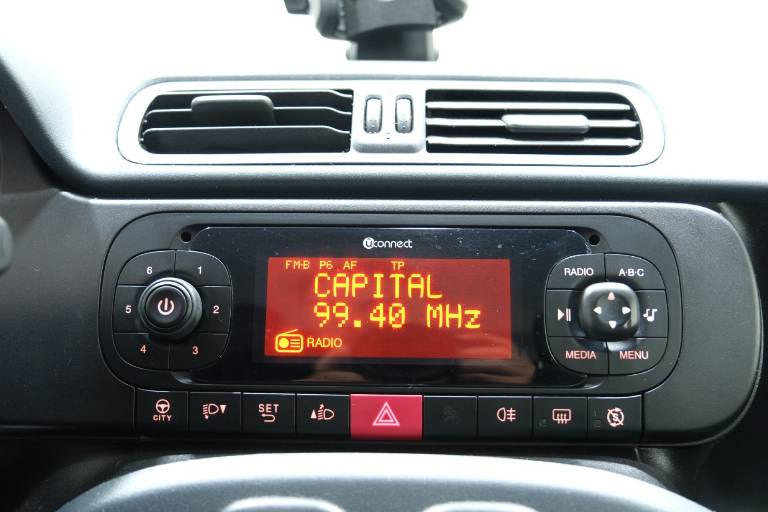 Uconnect
FM-B P6 AF TP
CAPITAL
99.40 MHz
RADIO
6 1
5 2
4 3
RADIO A·B·C
MEDIA MENU
CITY
SET